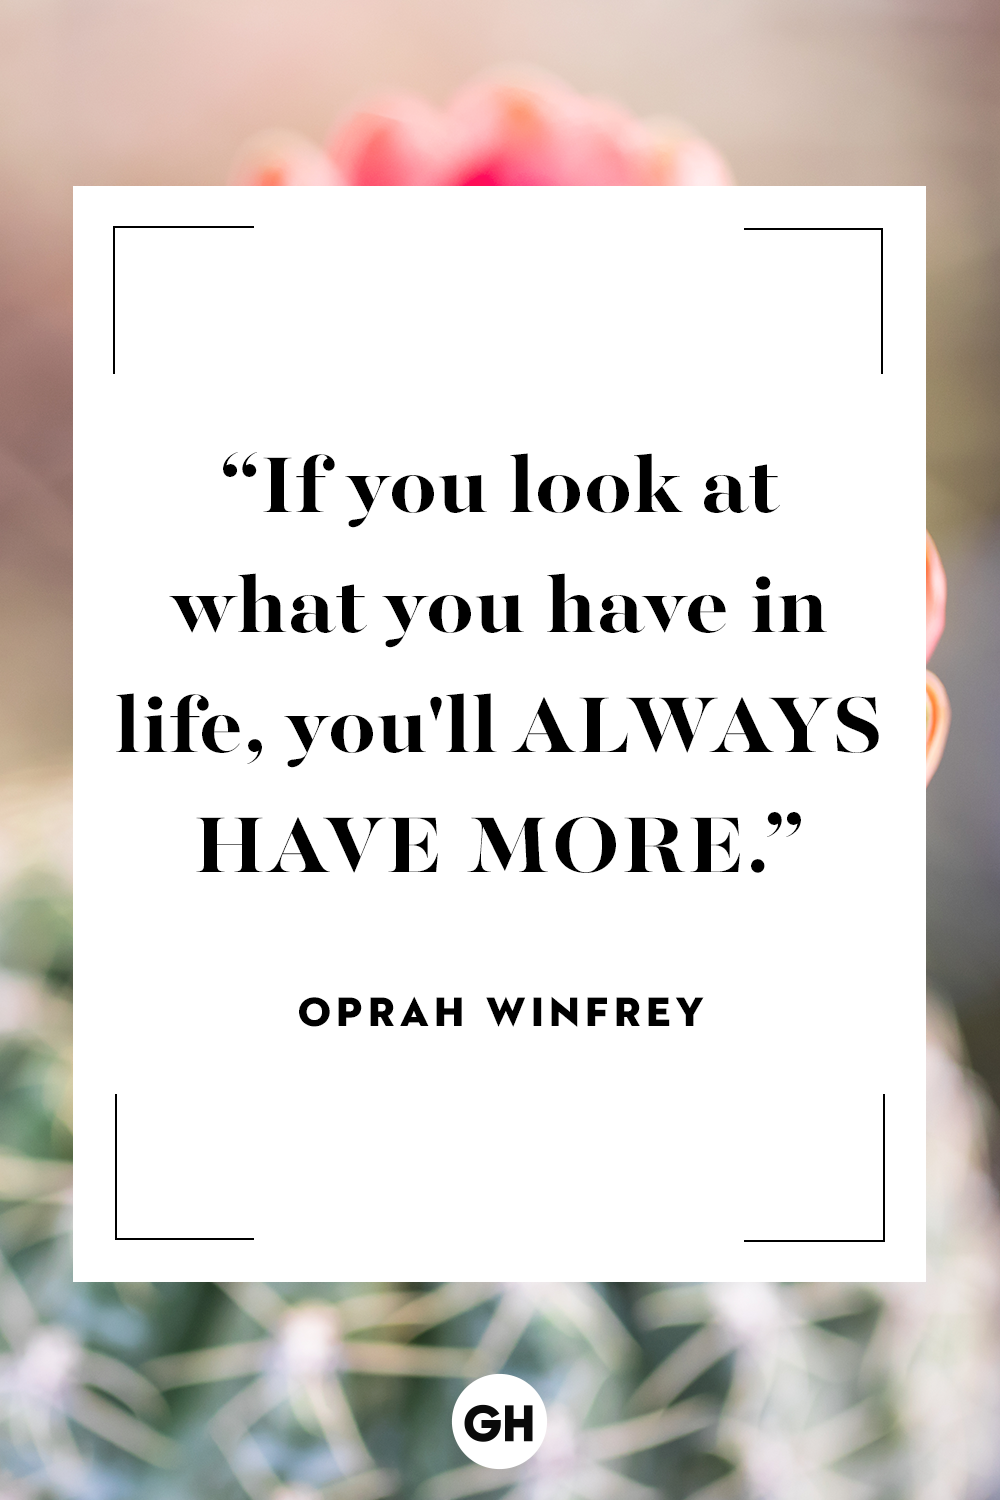 “If you look at
what you have in
life, you'll ALWAYS
HAVE MORE.”
OPRAH WINFREY
GH